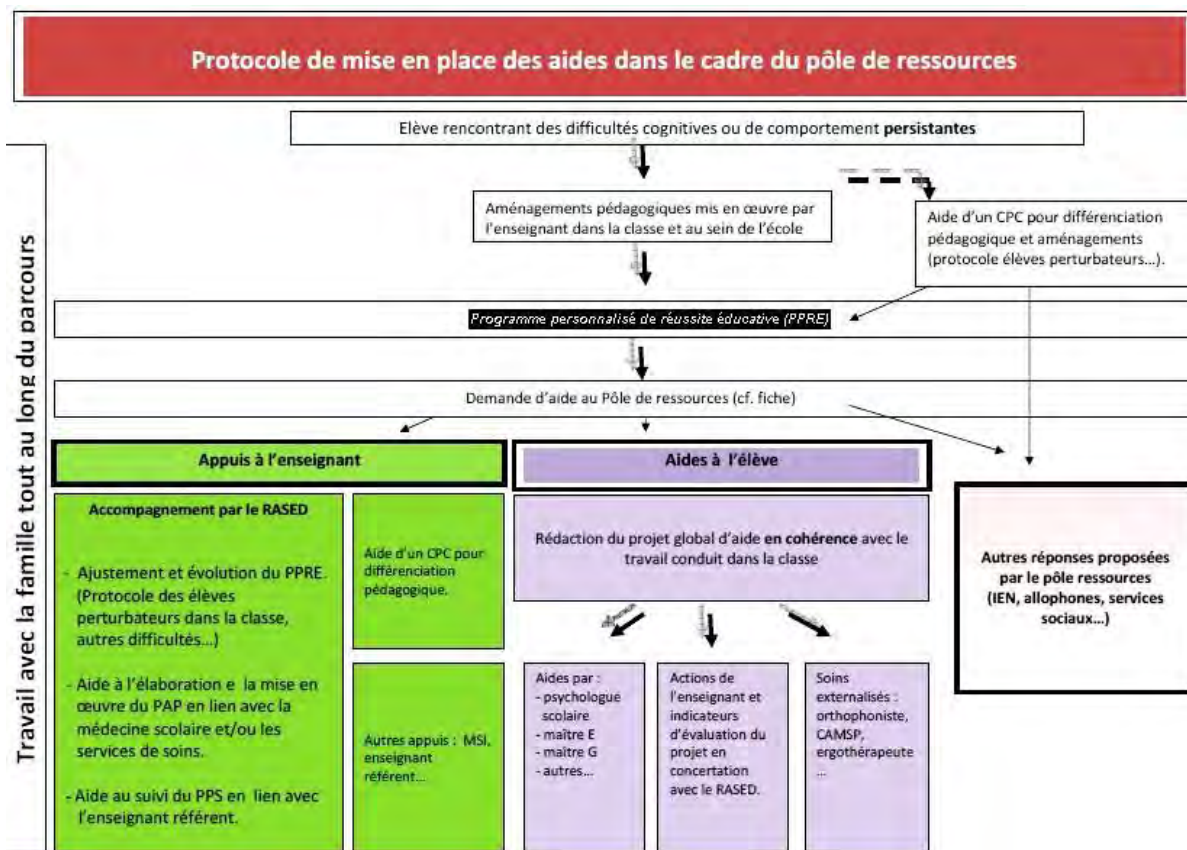 Protocole de mise en place des aides dans le cadre du pôle de ressources
Elève rencontrant des difficultés cognitives ou de comportement persistantes
Travail avec la famille tout au long du parcours
Aménagements pédagogiques mis en œuvre par
l'enseignant dans la classe et au sein de l'école
Aide d'un CPC pour différenciation
pédagogique et aménagements
(protocole élèves perturbateurs…).
Programme personnalisé de réussite éducative (PPRE)
Demande d'aide au Pôle de ressources (cf. fiche)
Appuis à l'enseignant
Accompagnement par le RASED
- Ajustement et évolution du PPRE.
(Protocole des élèves
perturbateurs dans la classe,
autres difficultés…)
- Aide à l'élaboration e la mise en
œuvre du PAP en lien avec la
médecine scolaire et/ou les
services de soins.
- Aide au suivi du PPS en lien avec
l'enseignant référent.
Aide d'un CPC pour
différenciation
pédagogique.
Autres appuis : MSI,
enseignant
référent…
Aides à l'élève
Rédaction du projet global d'aide en cohérence avec le
travail conduit dans la classe
Aides par :
- psychologue
scolaire
- maître E
- maître G
- autres…
Actions de
l'enseignant et
indicateurs
d'évaluation du
projet en
concertation
avec le RASED.
Soins
externalisés :
orthophoniste,
CAMSP,
ergothérapeute
…
Autres réponses proposées
par le pôle ressources
(IEN, allophones, services
sociaux…)